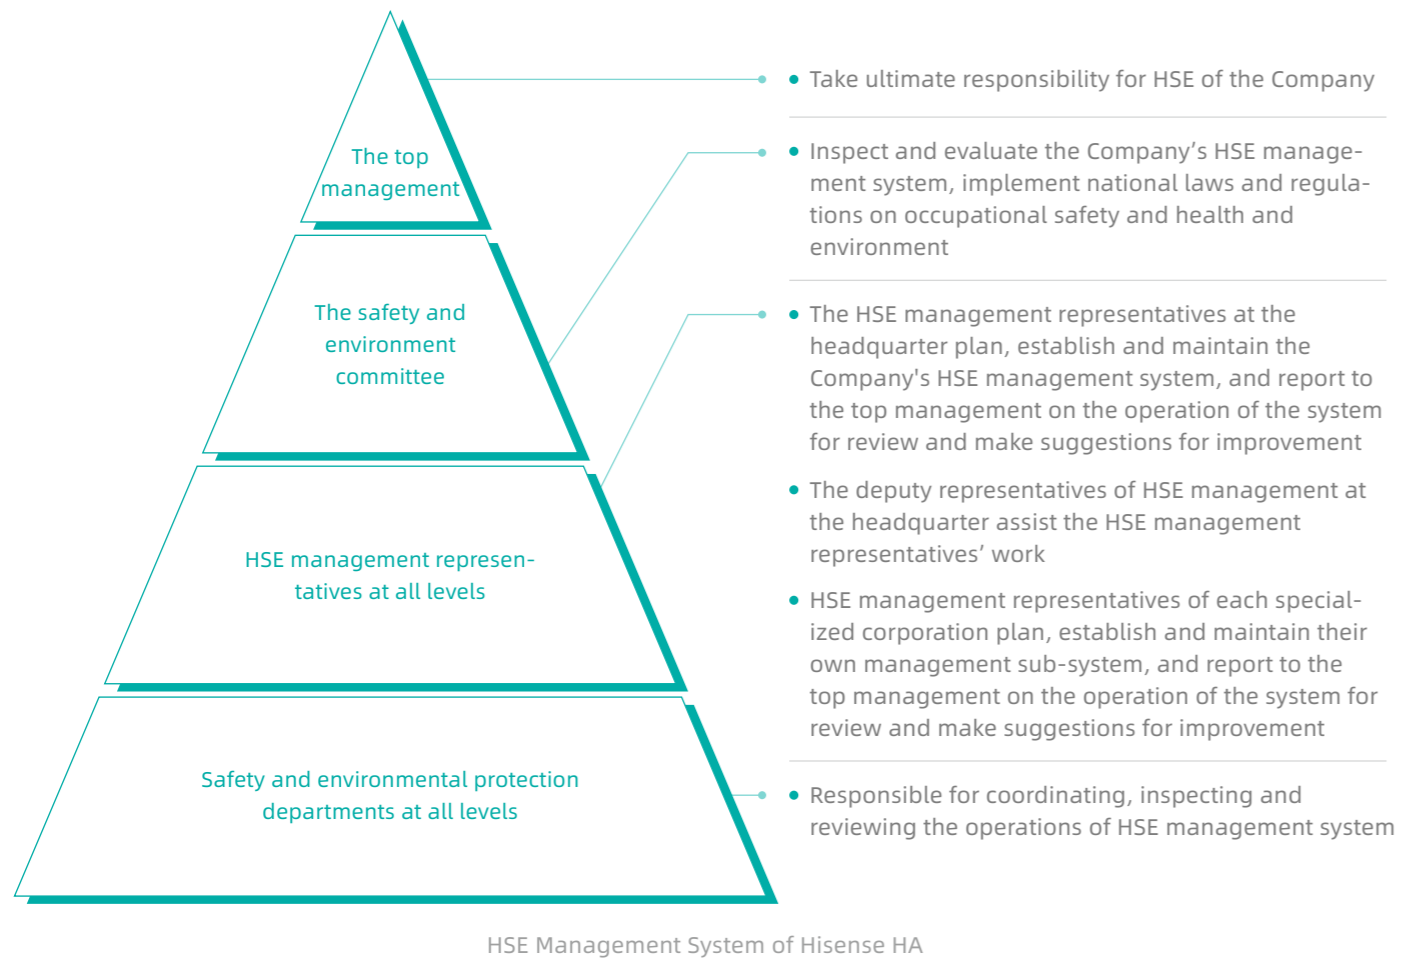 The top
management
Take ultimate responsibility for HSE of the Company
The safety and
environment
committee
Inspect and evaluate the Company’s HSE manage-
ment system, implement national laws and regula-
tions on occupational safety and health and
environment
HSE management represen-
tatives at all levels
The HSE management representatives at the
headquarter plan, establish and maintain the
Company's HSE management system, and report to
the top management on the operation of the system
for review and make suggestions for improvement
The deputy representatives of HSE management at
the headquarter assist the HSE management
representatives’ work
HSE management representatives of each special-
ized corporation plan, establish and maintain their
own management sub-system, and report to the
top management on the operation of the system for
review and make suggestions for improvement
Safety and environmental protection
departments at all levels
Responsible for coordinating, inspecting and
reviewing the operations of HSE management system
HSE Management System of Hisense HA